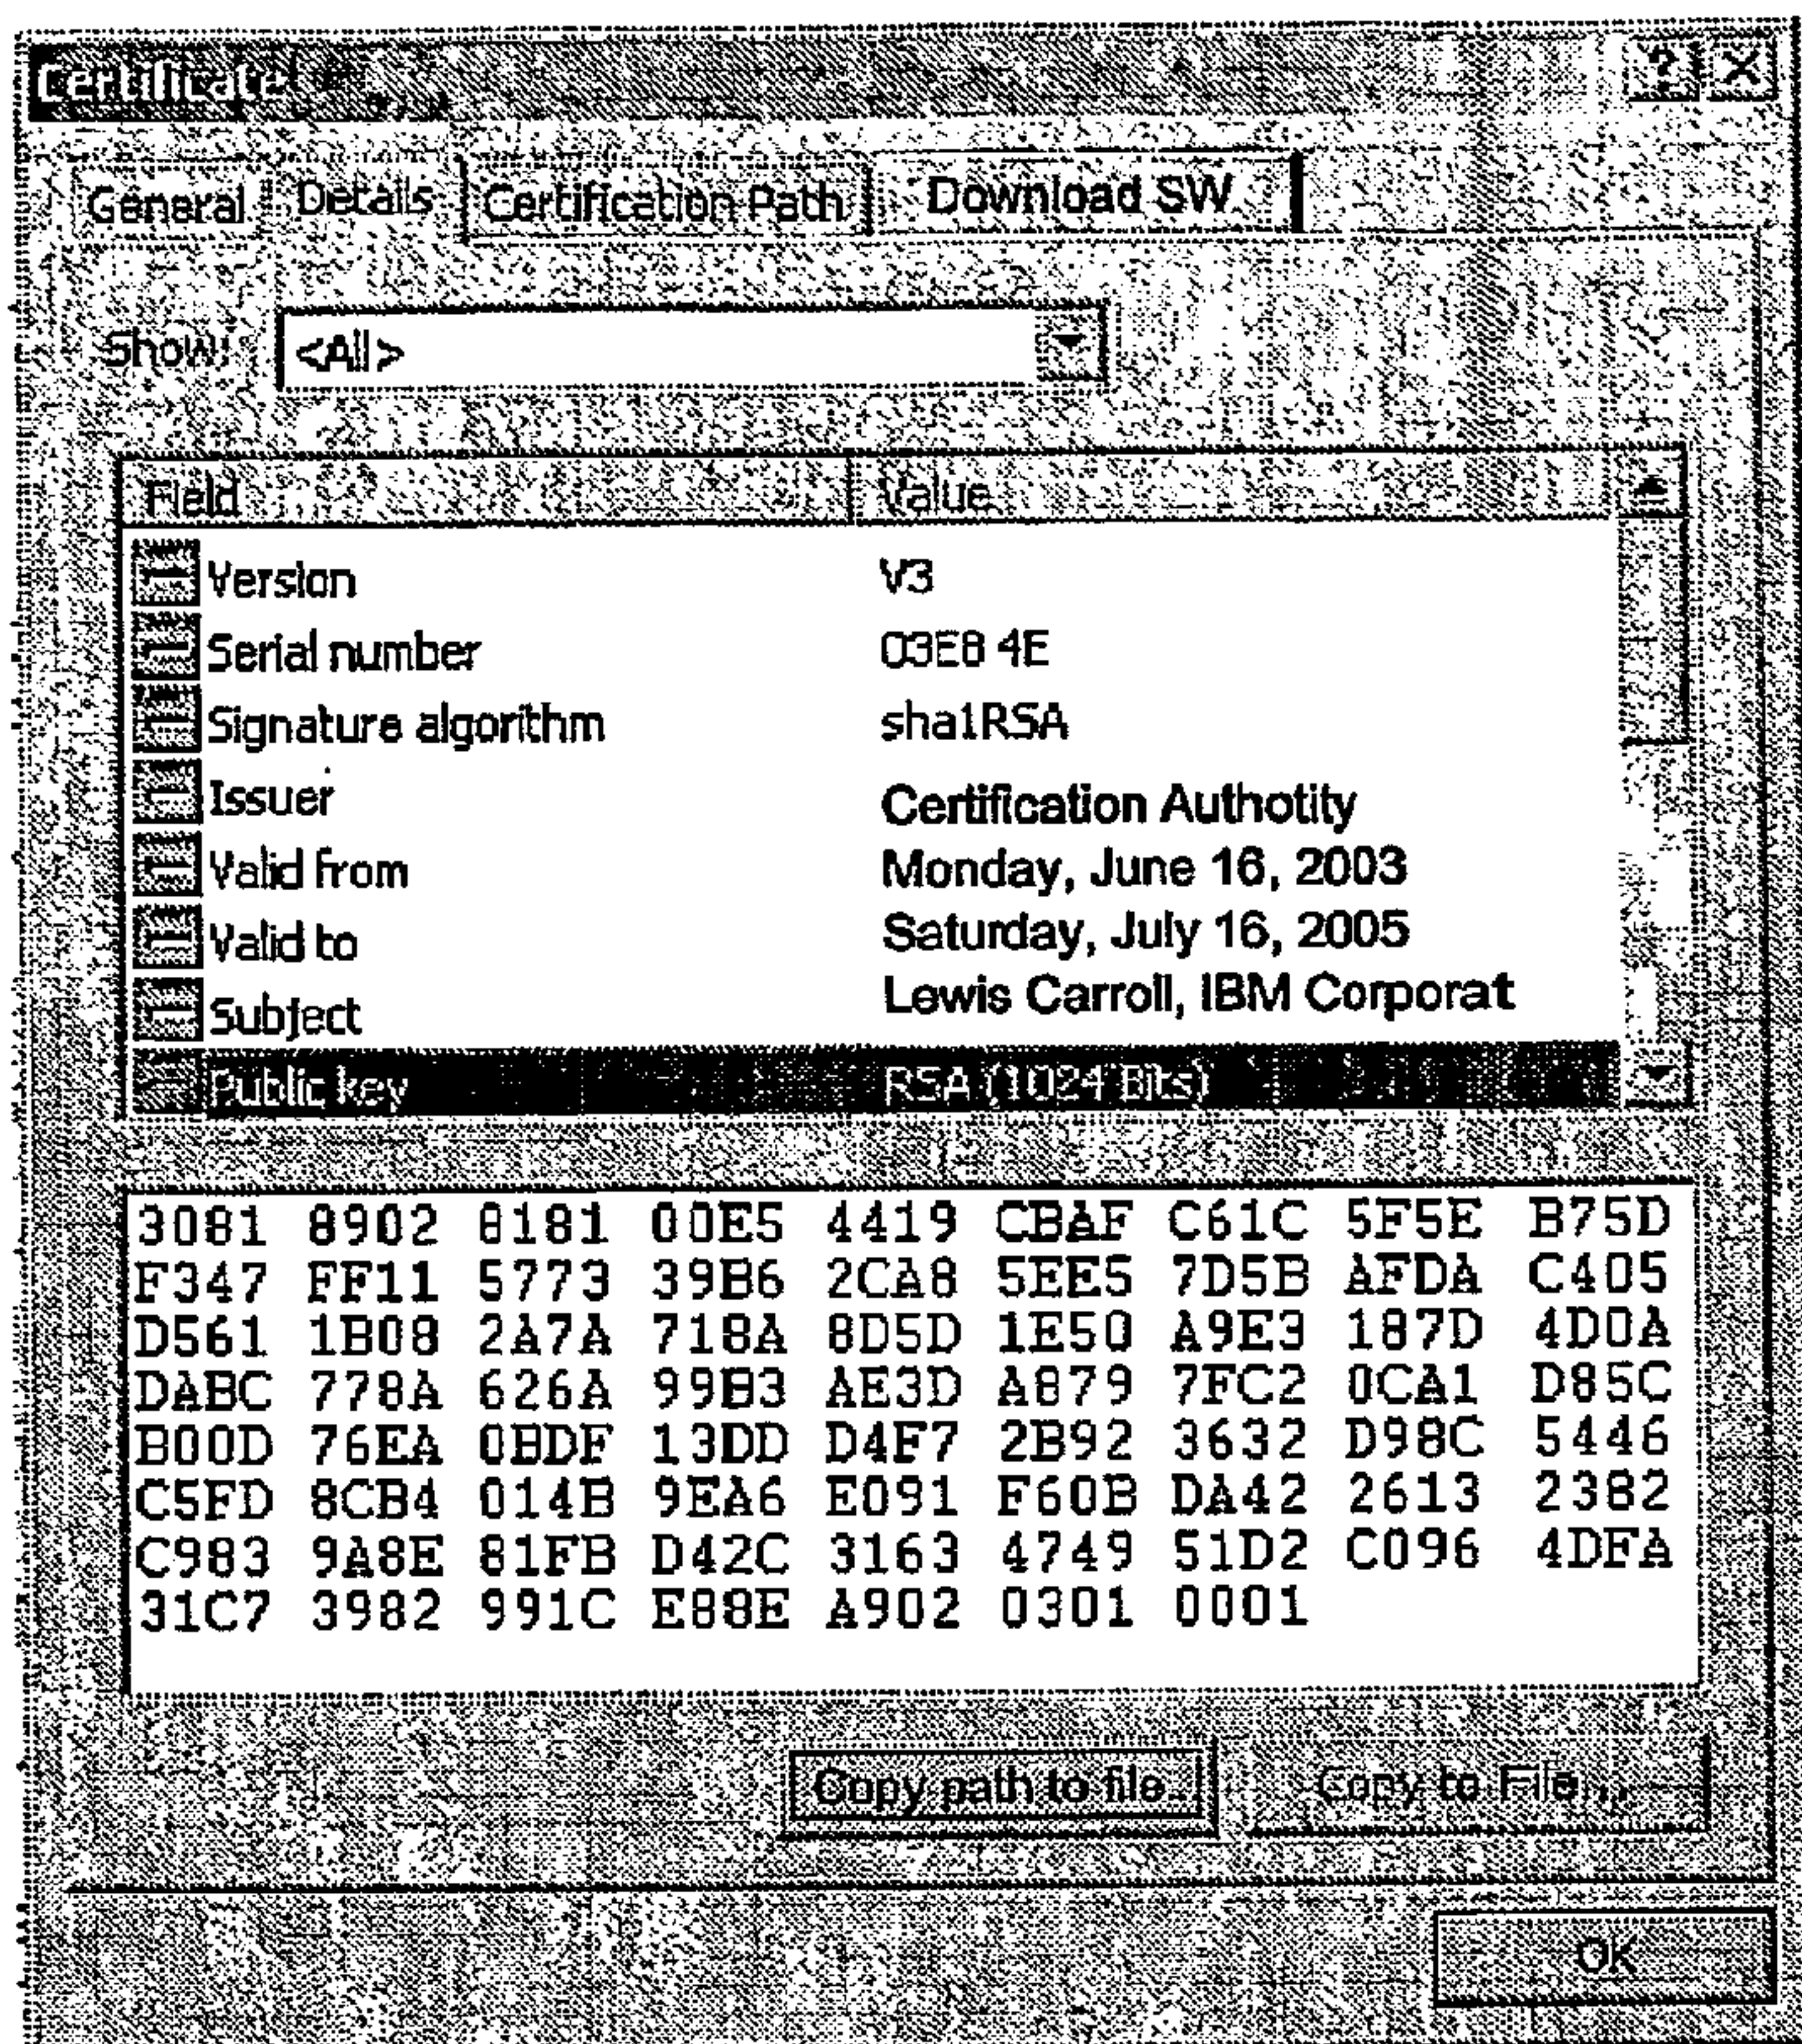 Certificate ? X
General Details Certification Path Download SW
Show: <All>
Field Value
Version V3
Serial number 03E8 4E
Signature algorithm sha1RSA
Issuer Certification Authotity
Valid from Monday, June 16, 2003
Valid to Saturday, July 16, 2005
Subject Lewis Carroll, IBM Corporat
Public key RSA (1024 Bits)
3081 8902 8181 00E5 4419 CBAF C61C 5F5E B75D
F347 FF11 5773 39B6 2CA8 5EE5 7D5B AFDA C405
D561 1B08 2A7A 718A 8D5D 1E50 A9E3 187D 4D0A
DABC 778A 626A 99B3 AE3D A879 7FC2 0CA1 D85C
B00D 76EA 0BDF 13DD D4F7 2B92 3632 D98C 5446
C5FD 8CB4 014B 9EA6 E091 F60B DA42 2613 2382
C983 9A8E 81FB D42C 3163 4749 51D2 C096 4DFA
31C7 3982 991C E88E A902 0301 0001
Copy path to file.. Copy to File...
OK